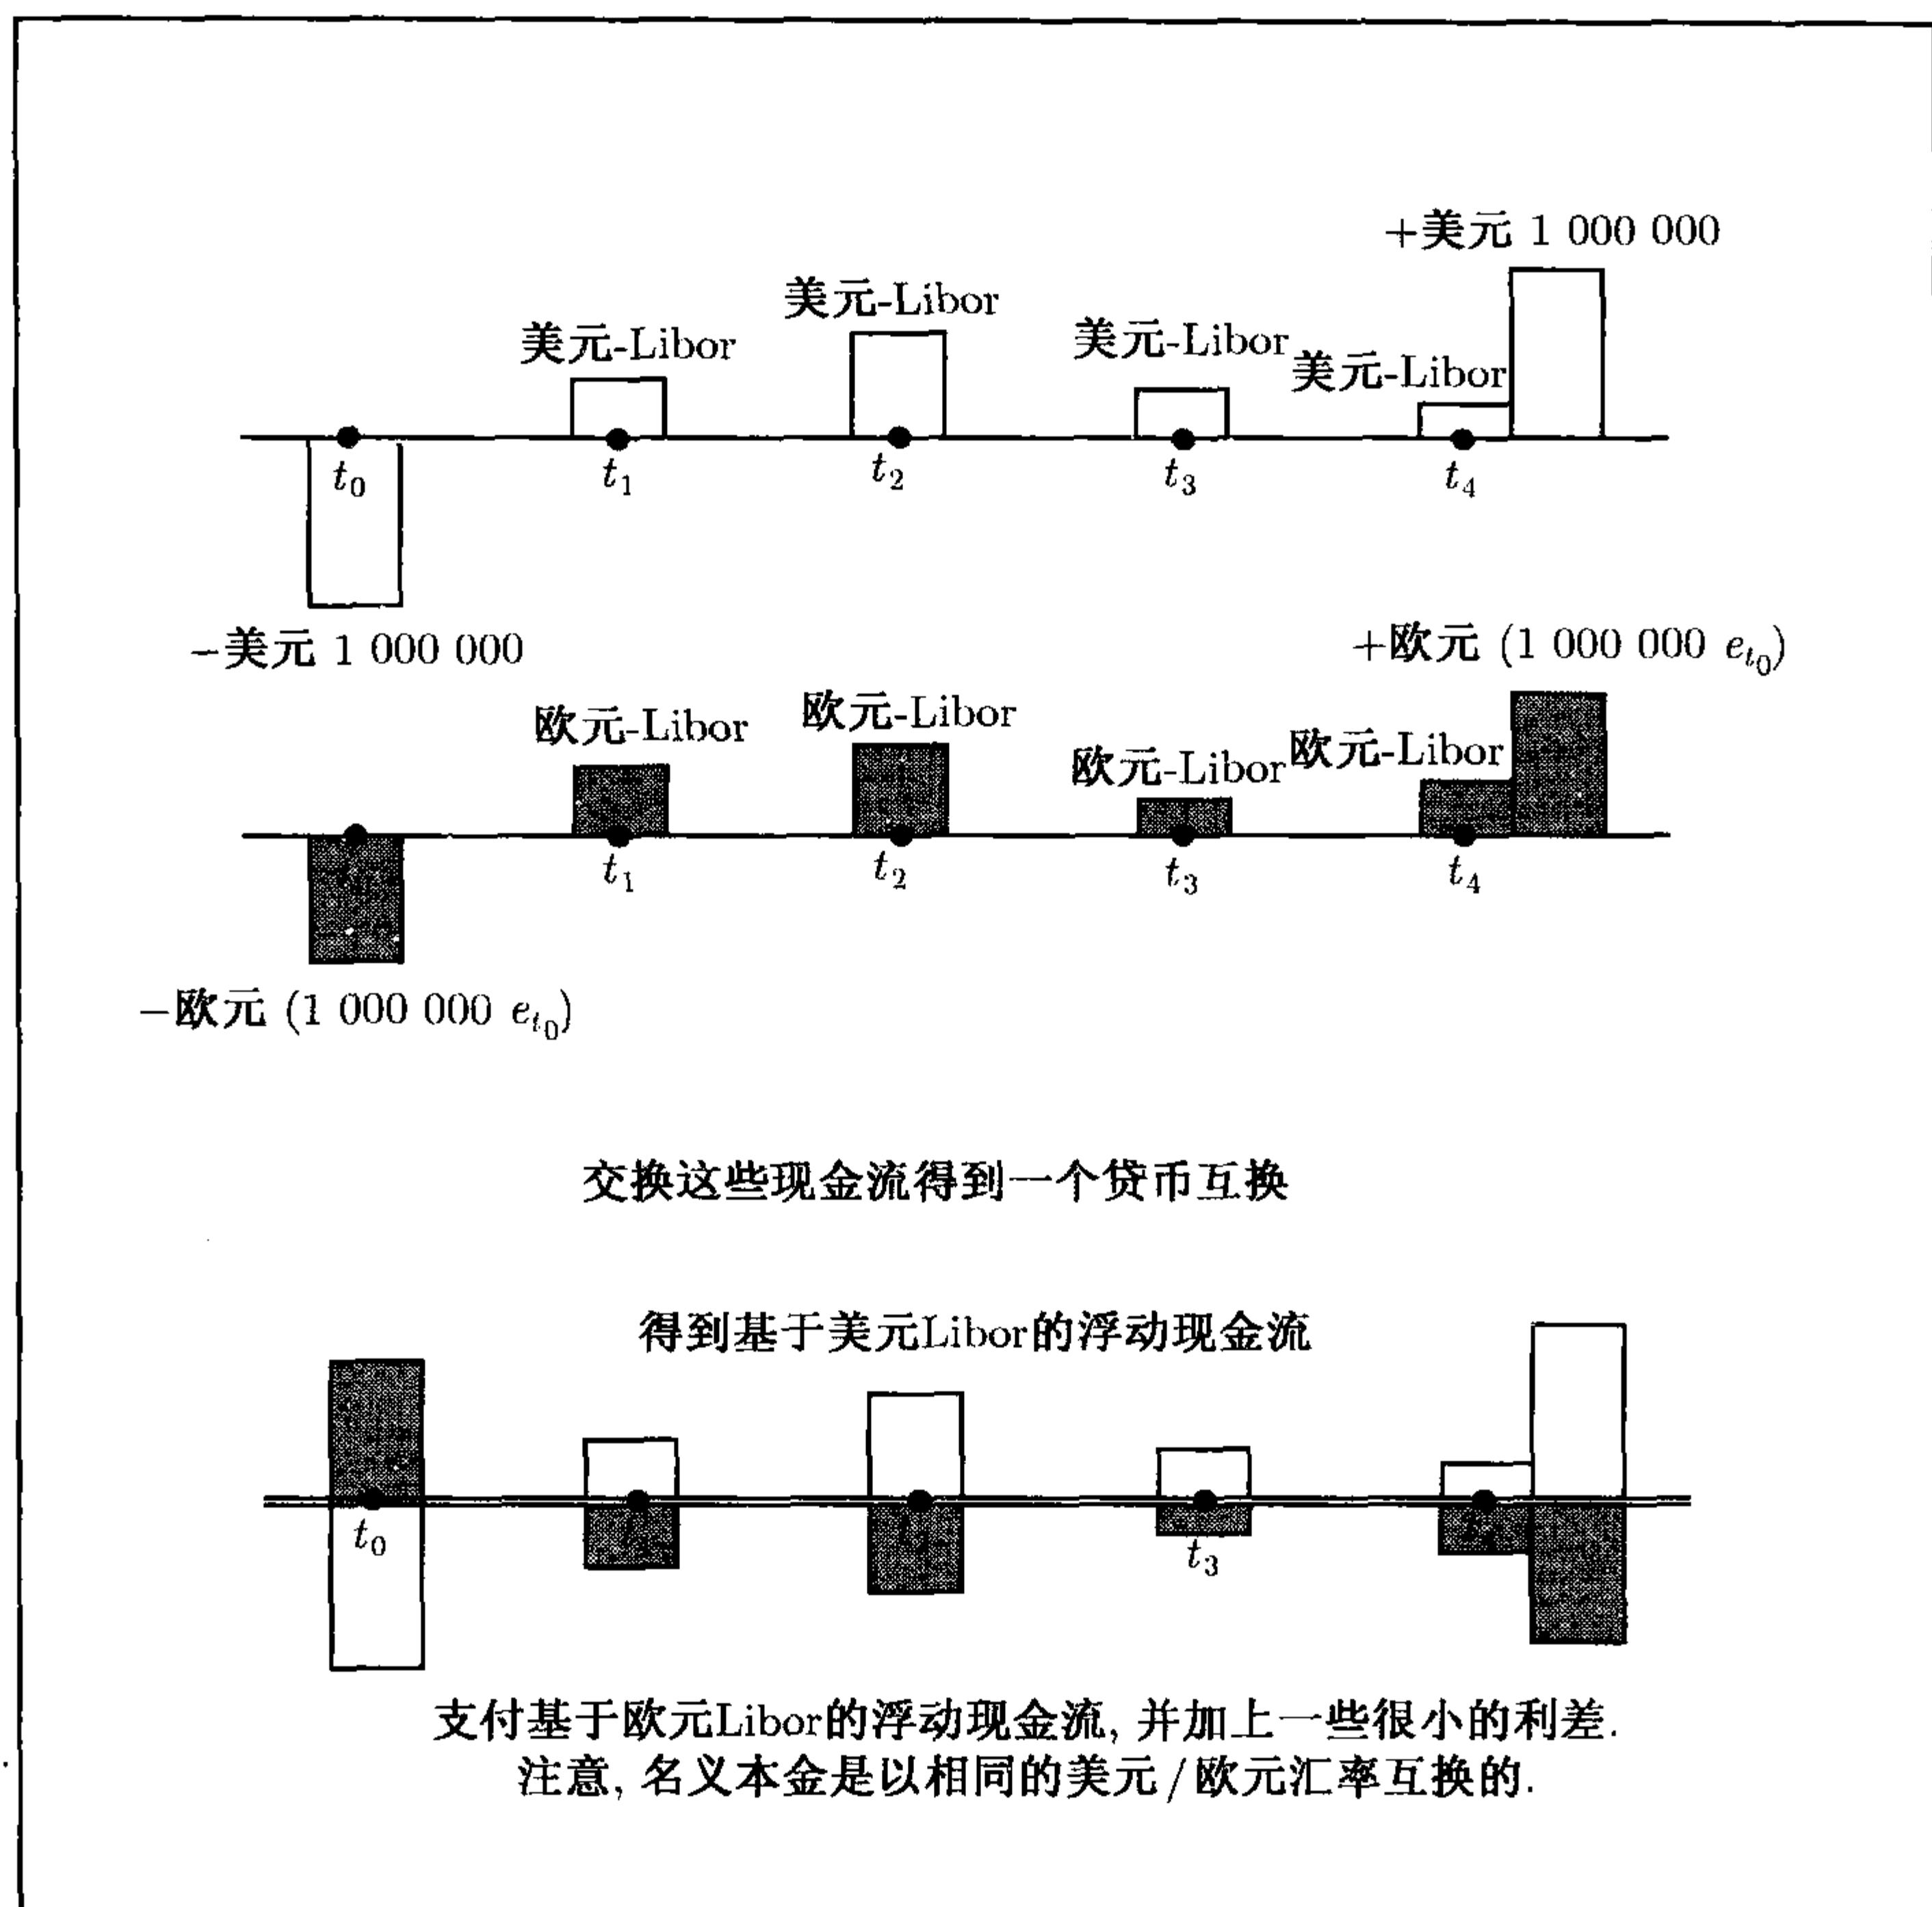 +美元 1 000 000
美元-Libor
美元-Libor
美元-Libor
美元-Libor
t₀
t₁
t₂
t₃
t₄
−美元 1 000 000
+欧元 (1 000 000 e_{t₀})
欧元-Libor
欧元-Libor
欧元-Libor
欧元-Libor
t₁
t₂
t₃
t₄
−欧元 (1 000 000 e_{t₀})
交换这些现金流得到一个贷币互换
得到基于美元Libor的浮动现金流
t₀
t₃
支付基于欧元Libor的浮动现金流, 并加上一些很小的利差.
注意, 名义本金是以相同的美元/欧元汇率互换的.